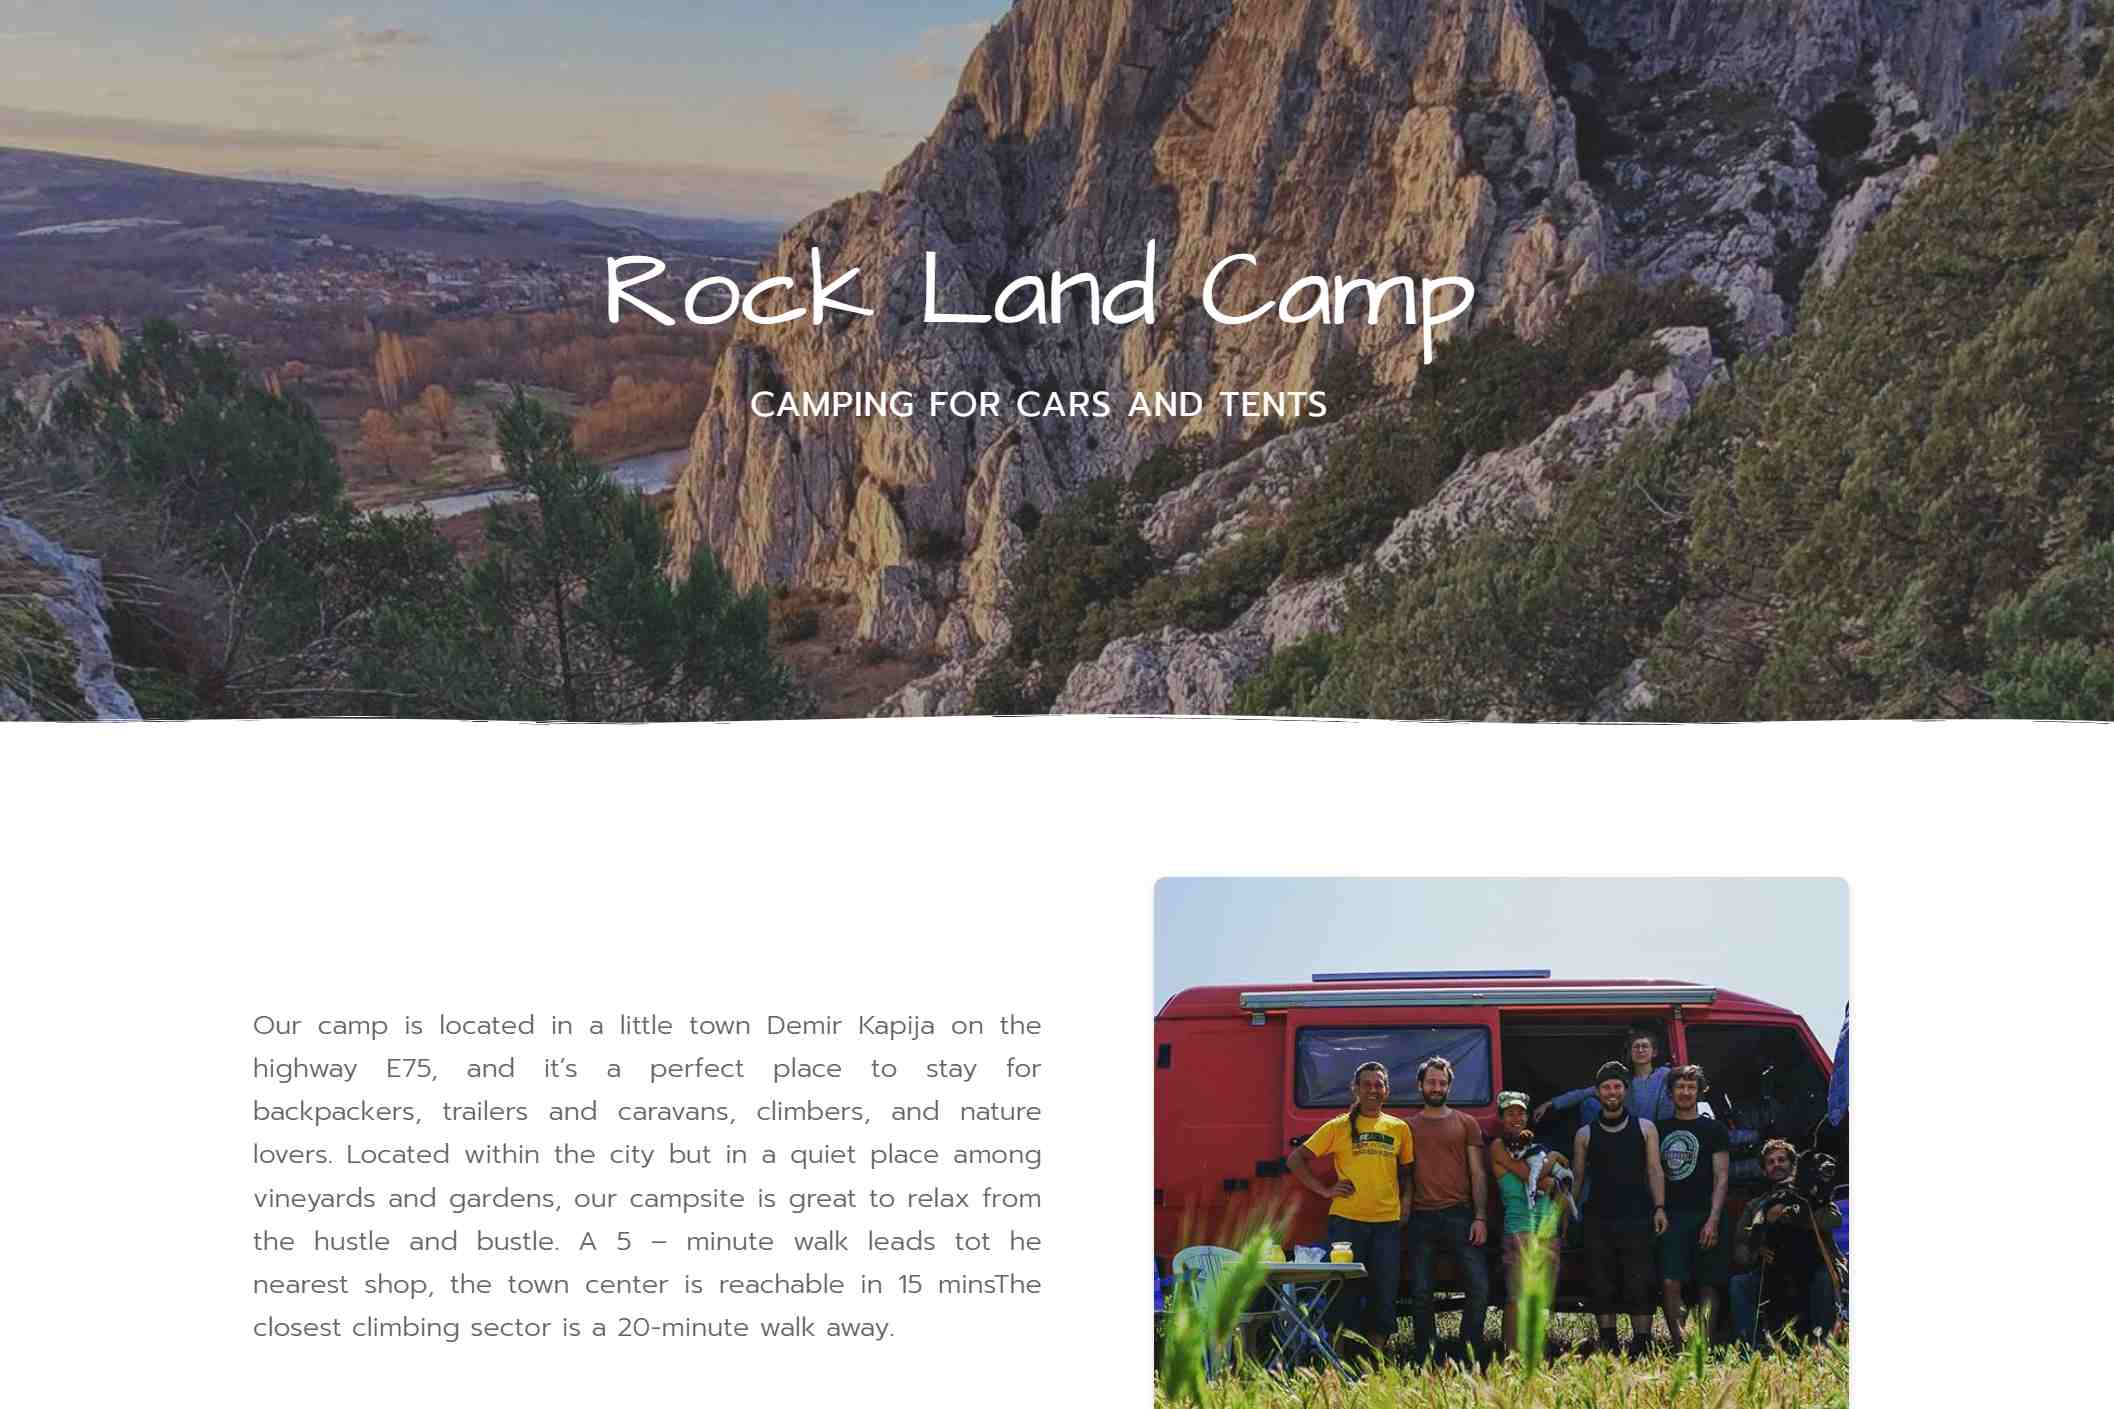 Rock Land Camp
CAMPING FOR CARS AND TENTS
Our camp is located in a little town Demir Kapija on the
highway E75, and it’s a perfect place to stay for
backpackers, trailers and caravans, climbers, and nature
lovers. Located within the city but in a quiet place among
vineyards and gardens, our campsite is great to relax from
the hustle and bustle. A 5 – minute walk leads tot he
nearest shop, the town center is reachable in 15 minsThe
closest climbing sector is a 20-minute walk away.